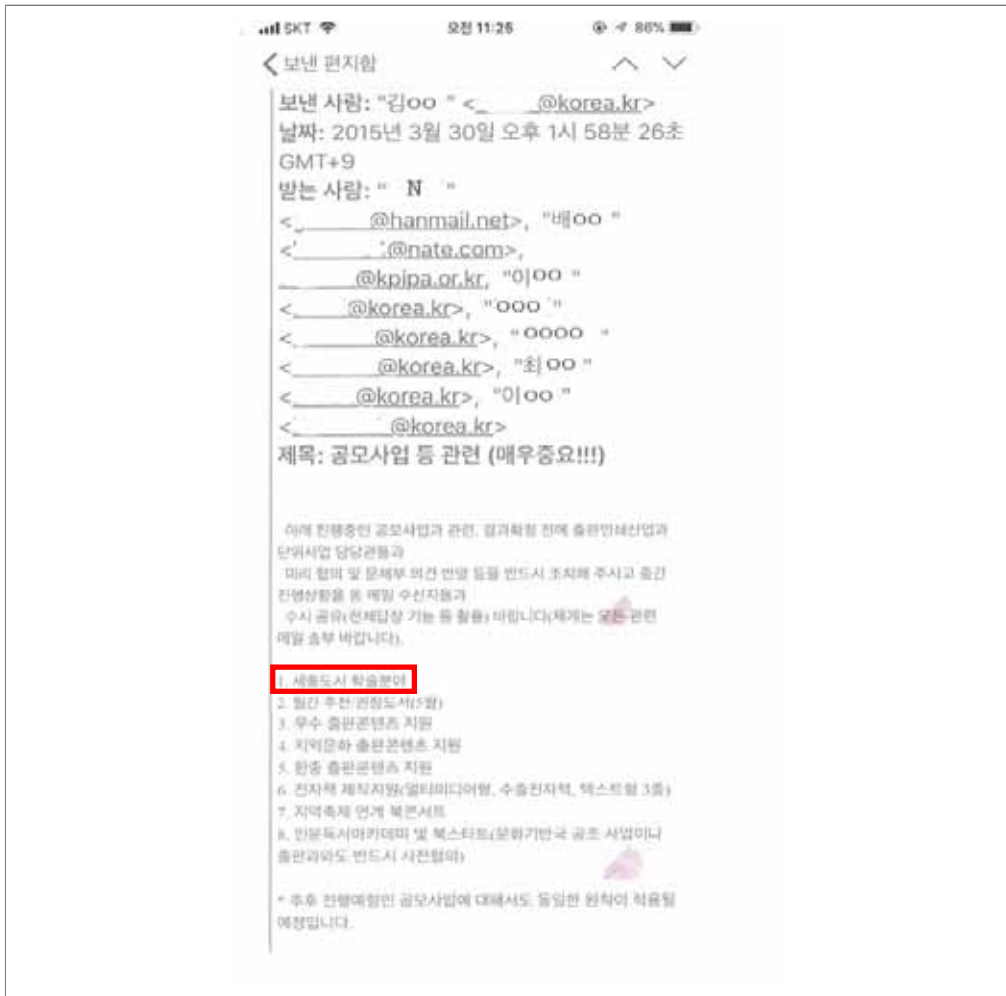 SKT 오전 11:26 86%
보낸 편지함
보낸 사람: "김oo " <_ @korea.kr>
날짜: 2015년 3월 30일 오후 1시 58분 26초
GMT+9
받는 사람: " N "
<_ @hanmail.net>, "배oo "
< @nate.com>,
@kpipa.or.kr, "이oo "
< @korea.kr>, "ooo "
< @korea.kr>, "oooo "
< @korea.kr>, "최oo "
< @korea.kr>, "이oo "
< @korea.kr>
제목: 공모사업 등 관련 (매우중요!!!)
아래 진행중인 공모사업과 관련, 결과확정 전에 출판인쇄산업과
단위사업 담당관들과
미리 협의 및 문체부 의견 반영 등을 반드시 조치해 주시고 중간
진행상황을 동 메일 수신자들과
수시 공유(전체답장 기능 등 활용) 바랍니다(제게는 모든 관련
메일 송부 바랍니다).
1. 세종도서 학술분야
2. 월간 추천/권장도서(5월)
3. 우수 출판콘텐츠 지원
4. 지역문화 출판콘텐츠 지원
5. 한중 출판콘텐츠 지원
6. 전자책 제작지원(멀티미디어형, 수출전자책, 텍스트형 3종)
7. 지역축제 연계 북콘서트
8. 인문독서아카데미 및 북스타트(문화기반국 공조 사업이나
출판과와도 반드시 사전협의)
* 추후 진행예정인 공모사업에 대해서도 동일한 원칙이 적용될
예정입니다.